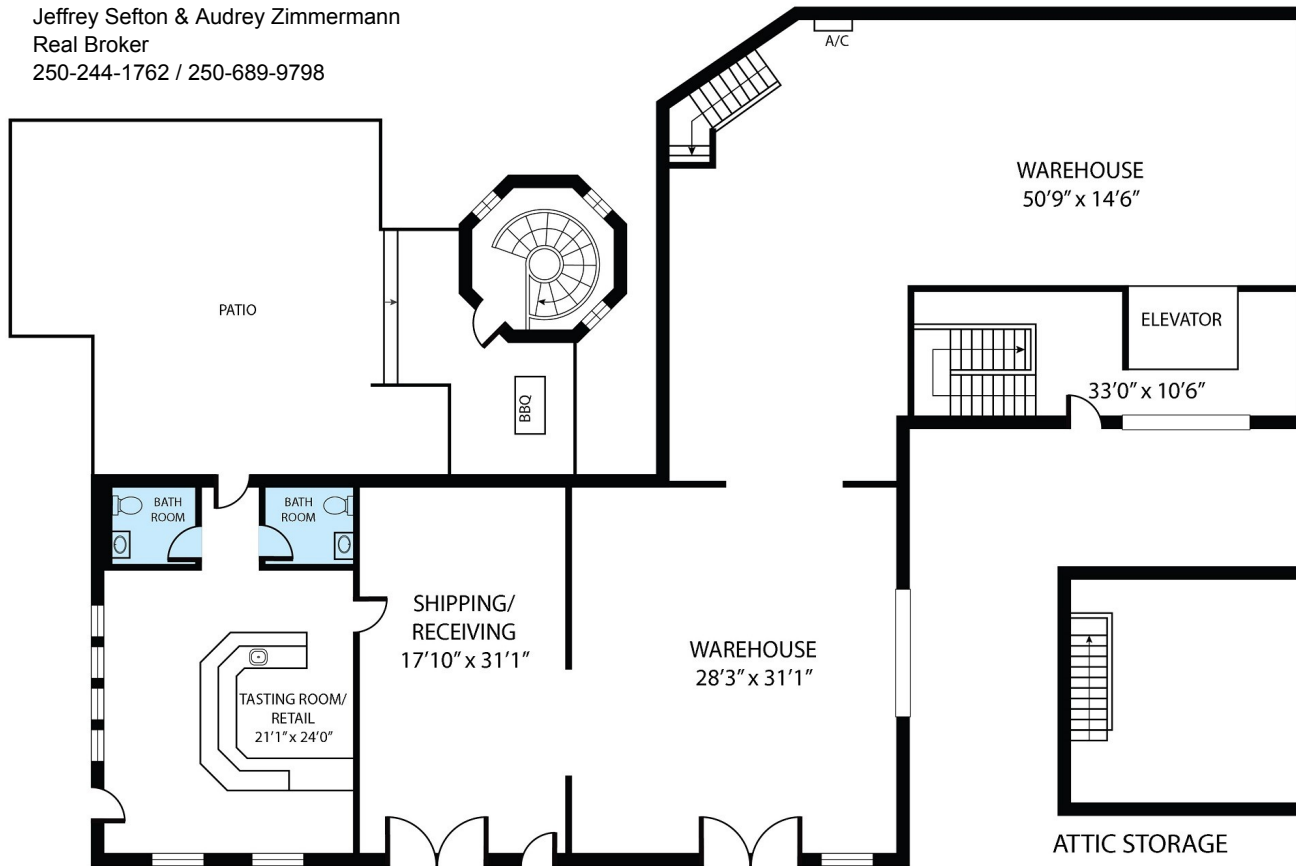 Jeffrey Sefton & Audrey Zimmermann
Real Broker
250-244-1762 / 250-689-9798
A/C
WAREHOUSE
50’9” x 14’6”
PATIO
ELEVATOR
33’0” x 10’6”
BBQ
BATH
ROOM
BATH
ROOM
SHIPPING/
RECEIVING
17’10” x 31’1”
WAREHOUSE
28’3” x 31’1”
TASTING ROOM/
RETAIL
21’1” x 24’0”
ATTIC STORAGE